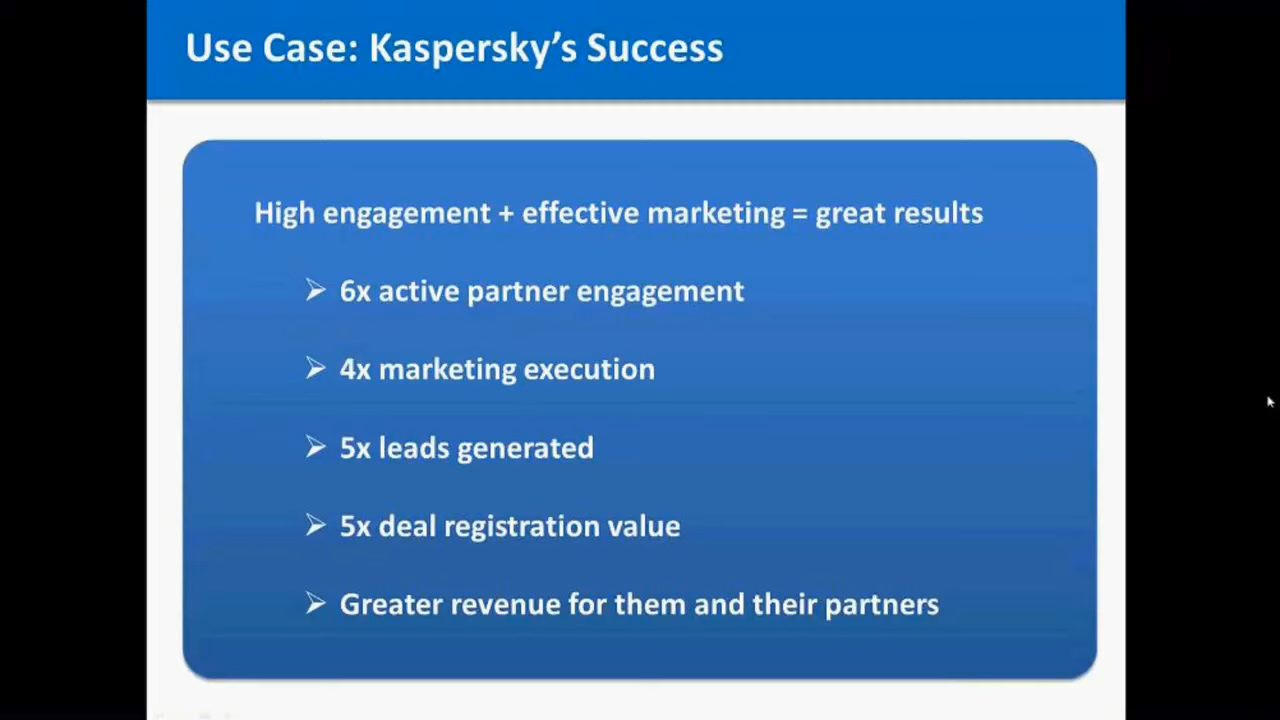 Use Case: Kaspersky’s Success
High engagement + effective marketing = great results
6x active partner engagement
4x marketing execution
5x leads generated
5x deal registration value
Greater revenue for them and their partners